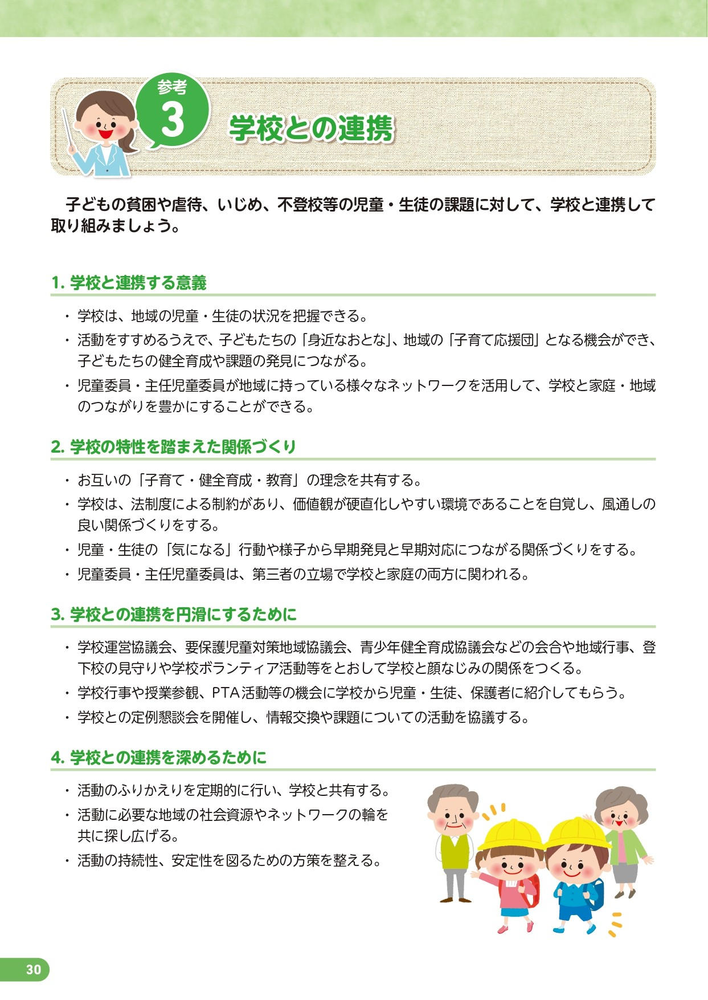 参考
3
学校との連携
子どもの貧困や虐待、いじめ、不登校等の児童・生徒の課題に対して、学校と連携して
取り組みましょう。
1. 学校と連携する意義
・ 学校は、地域の児童・生徒の状況を把握できる。
・ 活動をすすめるうえで、子どもたちの「身近なおとな」、地域の「子育て応援団」となる機会ができ、
子どもたちの健全育成や課題の発見につながる。
・ 児童委員・主任児童委員が地域に持っている様々なネットワークを活用して、学校と家庭・地域
のつながりを豊かにすることができる。
2. 学校の特性を踏まえた関係づくり
・ お互いの「子育て・健全育成・教育」の理念を共有する。
・ 学校は、法制度による制約があり、価値観が硬直化しやすい環境であることを自覚し、風通しの
良い関係づくりをする。
・ 児童・生徒の「気になる」行動や様子から早期発見と早期対応につながる関係づくりをする。
・ 児童委員・主任児童委員は、第三者の立場で学校と家庭の両方に関われる。
3. 学校との連携を円滑にするために
・ 学校運営協議会、要保護児童対策地域協議会、青少年健全育成協議会などの会合や地域行事、登
下校の見守りや学校ボランティア活動等をとおして学校と顔なじみの関係をつくる。
・ 学校行事や授業参観、PTA活動等の機会に学校から児童・生徒、保護者に紹介してもらう。
・ 学校との定例懇談会を開催し、情報交換や課題についての活動を協議する。
4. 学校との連携を深めるために
・ 活動のふりかえりを定期的に行い、学校と共有する。
・ 活動に必要な地域の社会資源やネットワークの輪を
共に探し広げる。
・ 活動の持続性、安定性を図るための方策を整える。
30